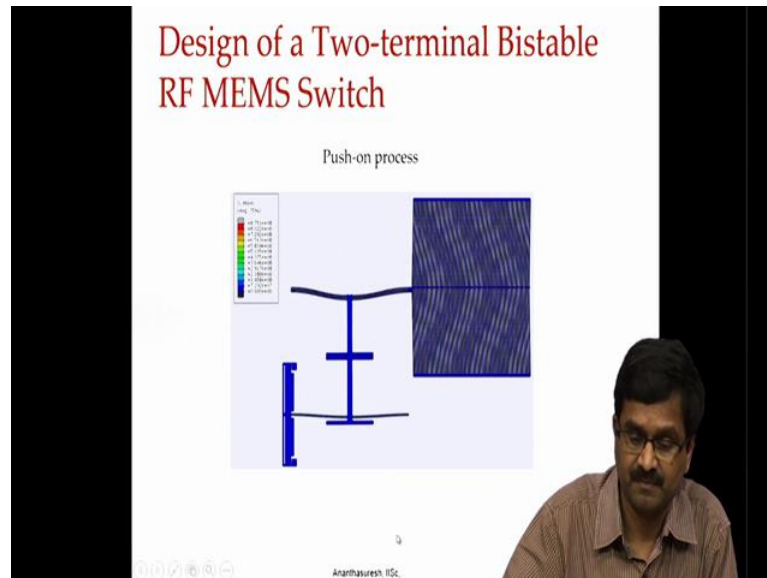 Design of a Two-terminal Bistable
RF MEMS Switch
Push-on process
Ananthasuresh, IISc.